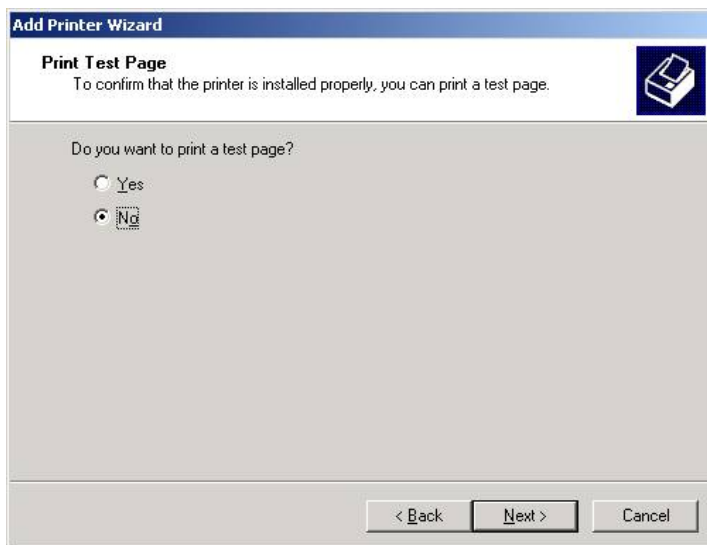 Add Printer Wizard
Print Test Page
To confirm that the printer is installed properly, you can print a test page.
Do you want to print a test page?
Yes
No
< Back
Next >
Cancel